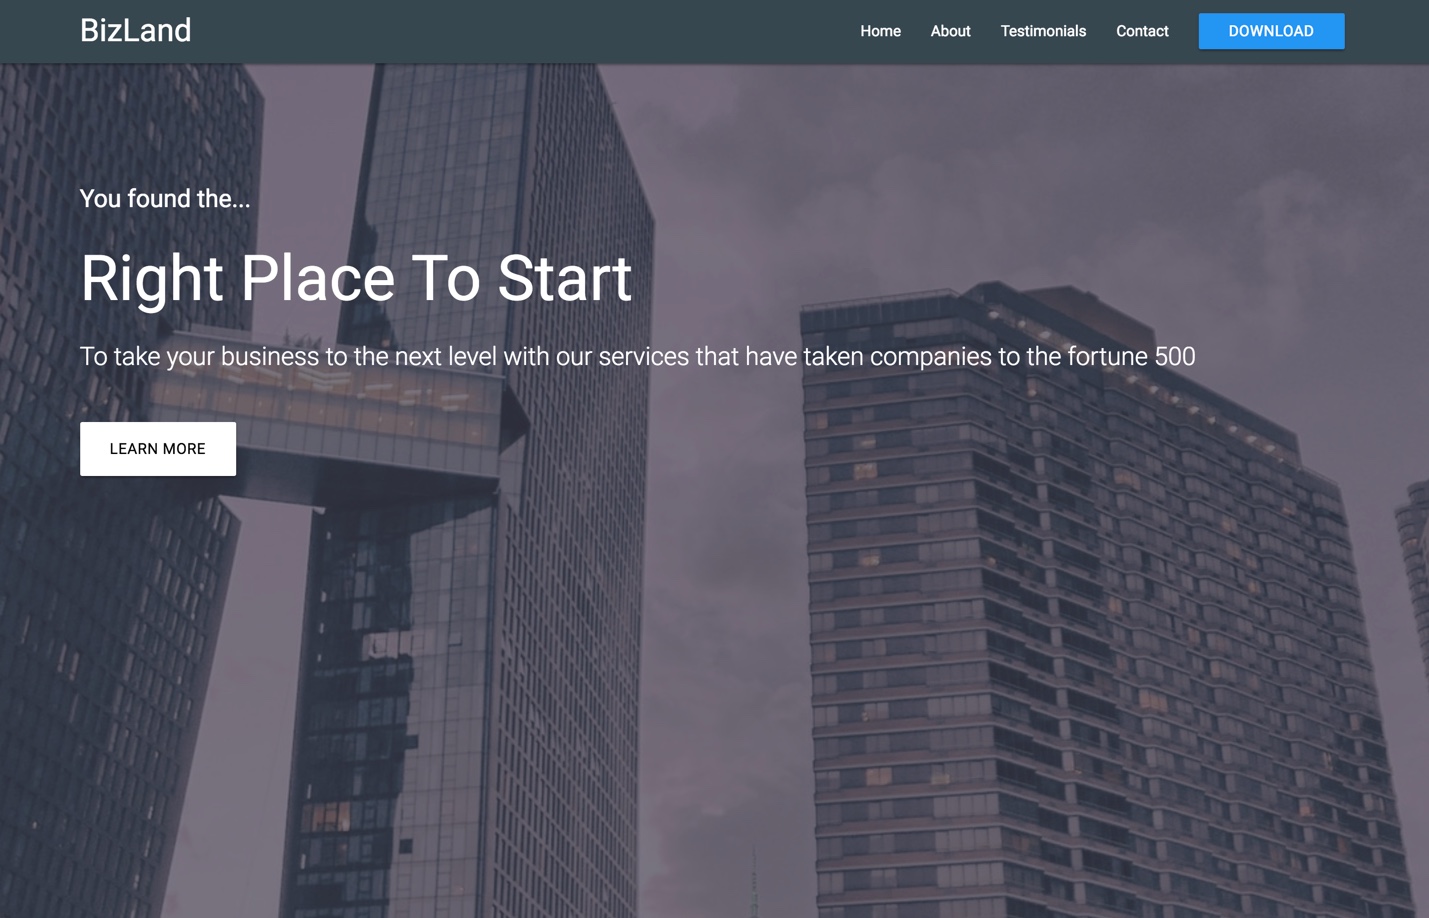 BizLand
Home About Testimonials Contact DOWNLOAD
You found the...
Right Place To Start
To take your business to the next level with our services that have taken companies to the fortune 500
LEARN MORE